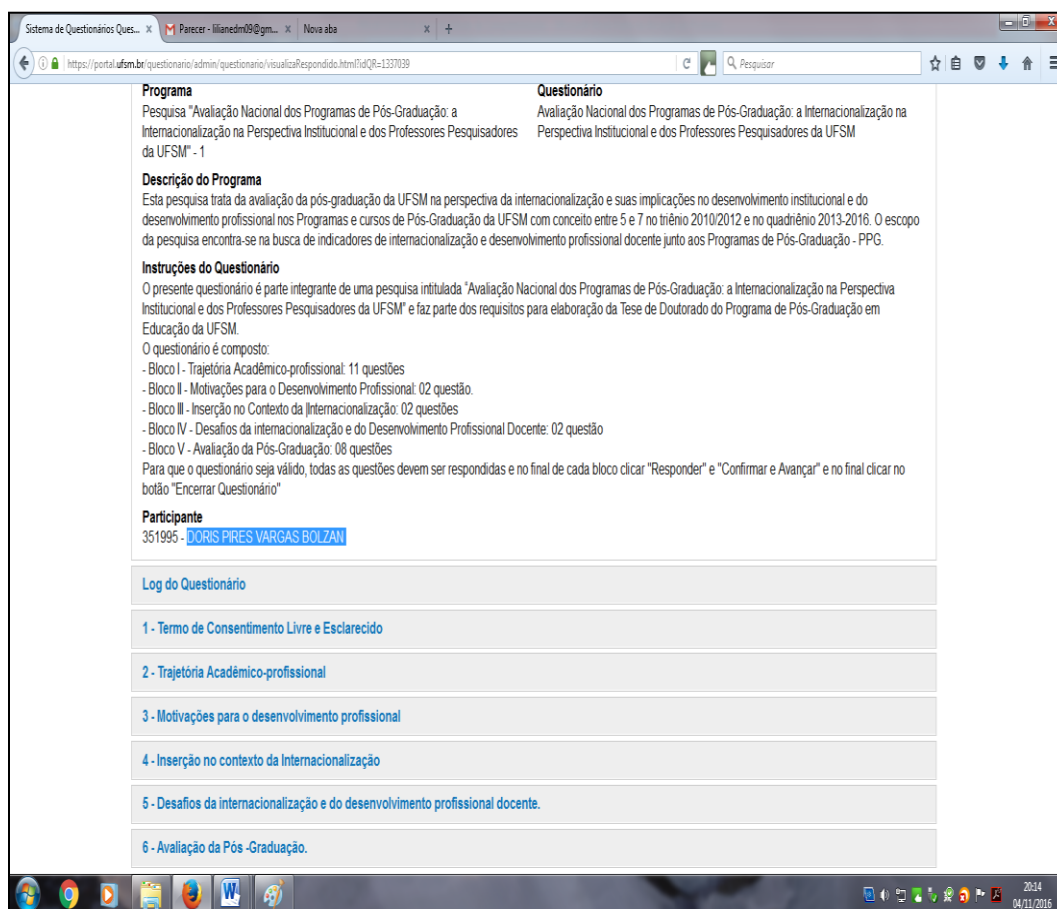 Sistema de Questionários Ques... x
Parecer - lilianedm09@gm... x
Nova aba x +
https://portal.ufsm.br/questionario/admin/questionario/visualizaRespondido.html?idQR=1337039
Pesquisar
Programa
Pesquisa "Avaliação Nacional dos Programas de Pós-Graduação: a
Internacionalização na Perspectiva Institucional e dos Professores Pesquisadores
da UFSM" - 1
Questionário
Avaliação Nacional dos Programas de Pós-Graduação: a Internacionalização na
Perspectiva Institucional e dos Professores Pesquisadores da UFSM
Descrição do Programa
Esta pesquisa trata da avaliação da pós-graduação da UFSM na perspectiva da internacionalização e suas implicações no desenvolvimento institucional e do
desenvolvimento profissional nos Programas e cursos de Pós-Graduação da UFSM com conceito entre 5 e 7 no triênio 2010/2012 e no quadriênio 2013-2016. O escopo
da pesquisa encontra-se na busca de indicadores de internacionalização e desenvolvimento profissional docente junto aos Programas de Pós-Graduação - PPG.
Instruções do Questionário
O presente questionário é parte integrante de uma pesquisa intitulada "Avaliação Nacional dos Programas de Pós-Graduação: a Internacionalização na Perspectiva
Institucional e dos Professores Pesquisadores da UFSM" e faz parte dos requisitos para elaboração da Tese de Doutorado do Programa de Pós-Graduação em
Educação da UFSM.
O questionário é composto:
- Bloco I - Trajetória Acadêmico-profissional: 11 questões
- Bloco II - Motivações para o Desenvolvimento Profissional: 02 questão.
- Bloco III - Inserção no Contexto da |Internacionalização: 02 questões
- Bloco IV - Desafios da internacionalização e do Desenvolvimento Profissional Docente: 02 questão
- Bloco V - Avaliação da Pós-Graduação: 08 questões
Para que o questionário seja válido, todas as questões devem ser respondidas e no final de cada bloco clicar "Responder" e "Confirmar e Avançar" e no final clicar no
botão "Encerrar Questionário"
Participante
351995 - DORIS PIRES VARGAS BOLZAN
Log do Questionário
1 - Termo de Consentimento Livre e Esclarecido
2 - Trajetória Acadêmico-profissional
3 - Motivações para o desenvolvimento profissional
4 - Inserção no contexto da Internacionalização
5 - Desafios da internacionalização e do desenvolvimento profissional docente.
6 - Avaliação da Pós -Graduação.
20:14
04/11/2016